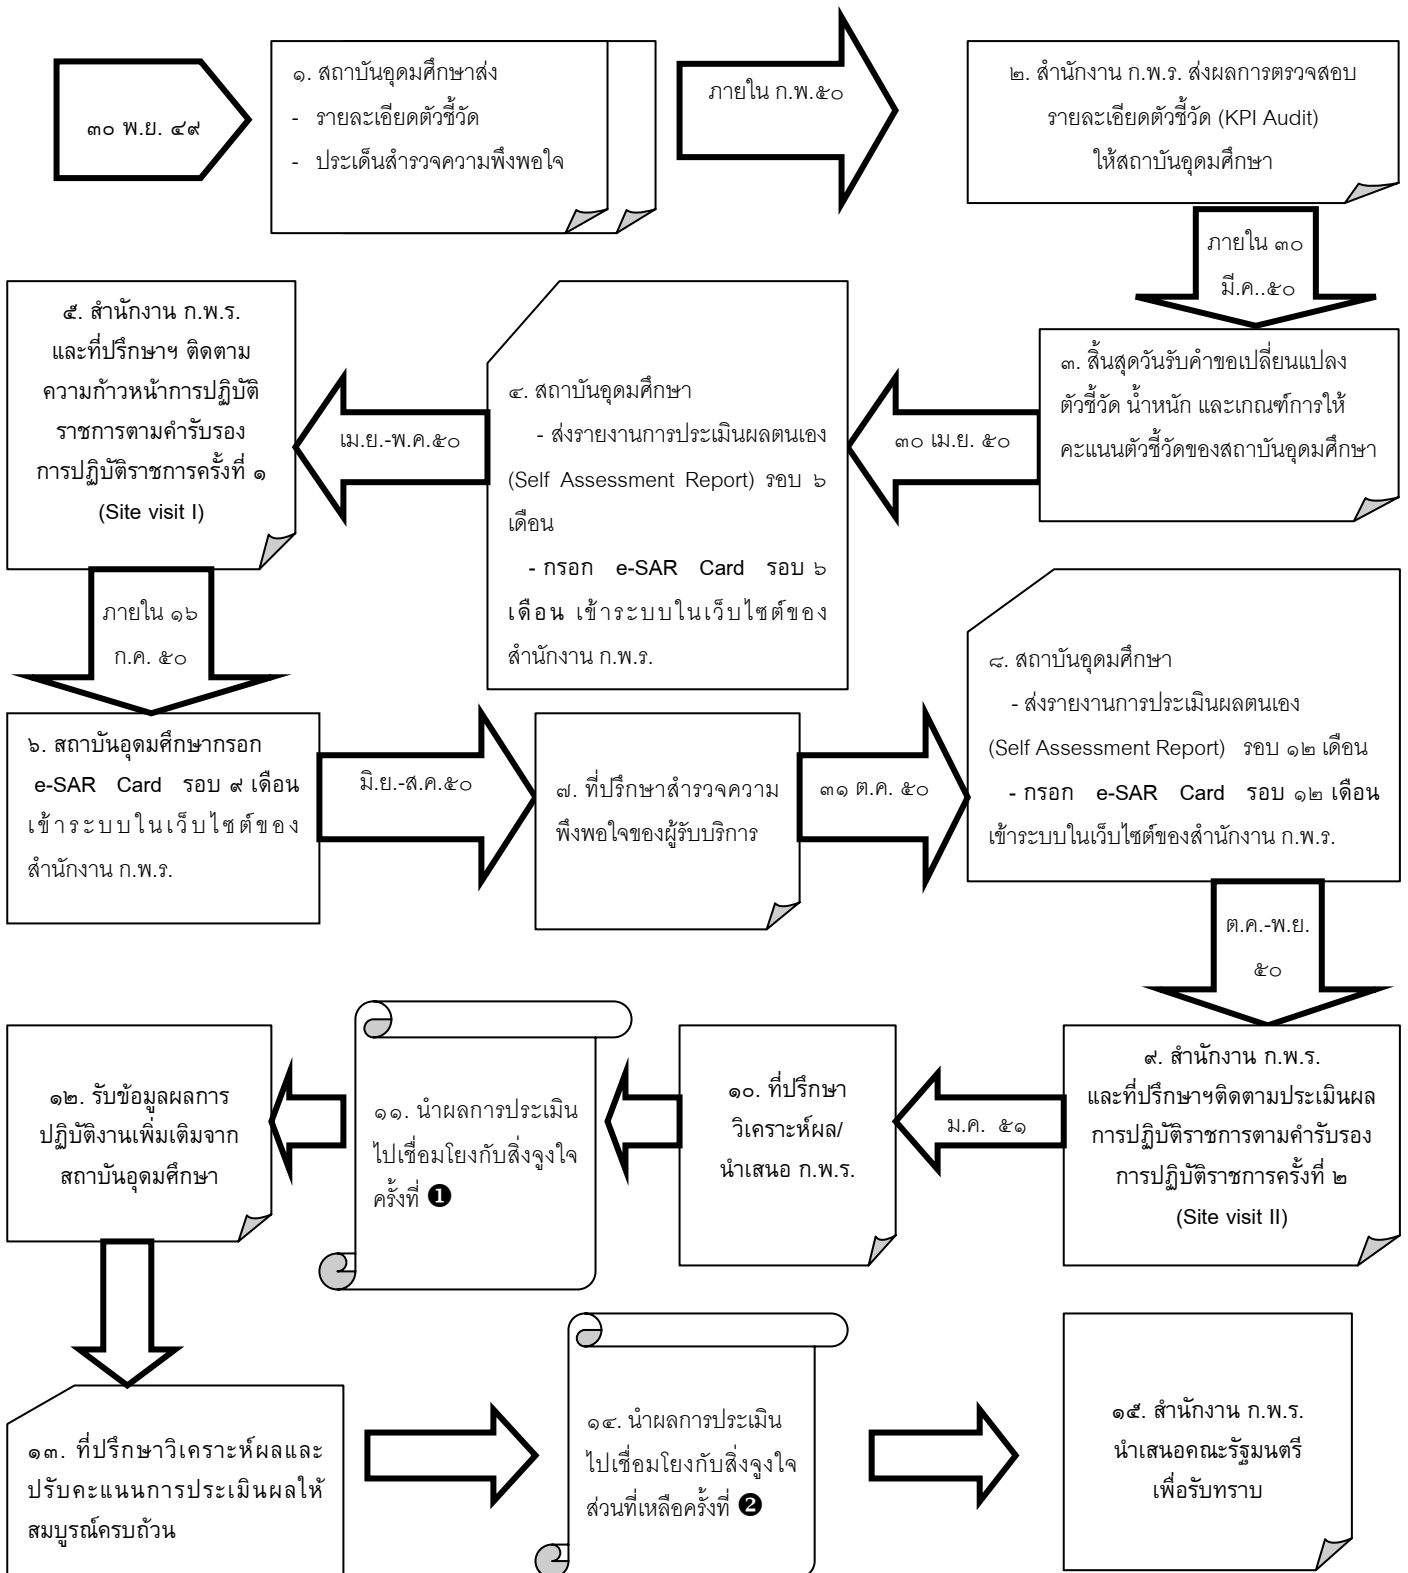 ๓๐ พ.ย. ๔๙
๑. สถาบันอุดมศึกษาส่ง
- รายละเอียดตัวชี้วัด
- ประเด็นสำรวจความพึงพอใจ
ภายใน ก.พ.๕๐
๒. สำนักงาน ก.พ.ร. ส่งผลการตรวจสอบ
รายละเอียดตัวชี้วัด (KPI Audit)
ให้สถาบันอุดมศึกษา
ภายใน ๓๐
มี.ค..๕๐
๓. สิ้นสุดวันรับคำขอเปลี่ยนแปลง
ตัวชี้วัด น้ำหนัก และเกณฑ์การให้
คะแนนตัวชี้วัดของสถาบันอุดมศึกษา
๓๐ เม.ย. ๕๐
๔. สถาบันอุดมศึกษา
- ส่งรายงานการประเมินผลตนเอง
(Self Assessment Report) รอบ ๖
เดือน
- กรอก e-SAR Card รอบ ๖
เดือน เข้าระบบในเว็บไซต์ของ
สำนักงาน ก.พ.ร.
เม.ย.-พ.ค.๕๐
๕. สำนักงาน ก.พ.ร.
และที่ปรึกษาฯ ติดตาม
ความก้าวหน้าการปฏิบัติ
ราชการตามคำรับรอง
การปฏิบัติราชการครั้งที่ ๑
(Site visit I)
ภายใน ๑๖
ก.ค. ๕๐
๖. สถาบันอุดมศึกษากรอก
e-SAR Card รอบ ๙ เดือน
เข้าระบบในเว็บไซต์ของ
สำนักงาน ก.พ.ร.
มิ.ย.-ส.ค.๕๐
๗. ที่ปรึกษาสำรวจความ
พึงพอใจของผู้รับบริการ
๓๑ ต.ค. ๕๐
๘. สถาบันอุดมศึกษา
- ส่งรายงานการประเมินผลตนเอง
(Self Assessment Report) รอบ ๑๒ เดือน
- กรอก e-SAR Card รอบ ๑๒ เดือน
เข้าระบบในเว็บไซต์ของสำนักงาน ก.พ.ร.
ต.ค.-พ.ย.
๕๐
๙. สำนักงาน ก.พ.ร.
และที่ปรึกษาฯติดตามประเมินผล
การปฏิบัติราชการตามคำรับรอง
การปฏิบัติราชการครั้งที่ ๒
(Site visit II)
ม.ค. ๕๑
๑๐. ที่ปรึกษา
วิเคราะห์ผล/
นำเสนอ ก.พ.ร.
๑๑. นำผลการประเมิน
ไปเชื่อมโยงกับสิ่งจูงใจ
ครั้งที่ ❶
๑๒. รับข้อมูลผลการ
ปฏิบัติงานเพิ่มเติมจาก
สถาบันอุดมศึกษา
๑๓. ที่ปรึกษาวิเคราะห์ผลและ
ปรับคะแนนการประเมินผลให้
สมบูรณ์ครบถ้วน
๑๔. นำผลการประเมิน
ไปเชื่อมโยงกับสิ่งจูงใจ
ส่วนที่เหลือครั้งที่ ❷
๑๕. สำนักงาน ก.พ.ร.
นำเสนอคณะรัฐมนตรี
เพื่อรับทราบ